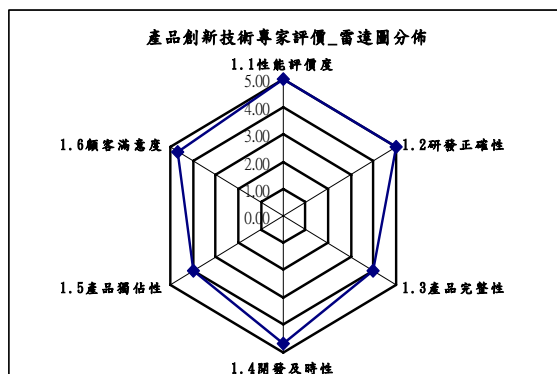 產品創新技術專家評價_雷達圖分佈
1.1性能評價度
5.00
4.00
3.00
2.00
1.00
0.00
1.6顧客滿意度
1.2研發正確性
1.5產品獨佔性
1.3產品完整性
1.4開發及時性